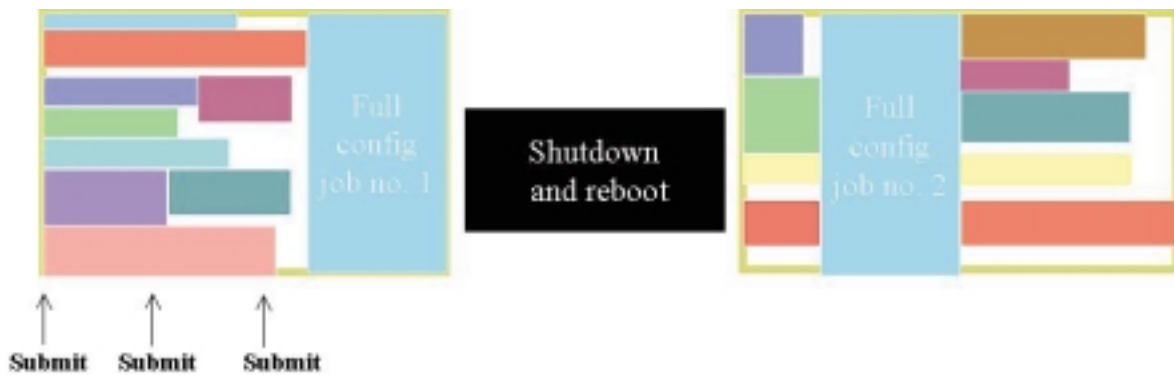 Full
config
job no. 1
Shutdown
and reboot
Full
config
job no. 2
Submit
Submit
Submit